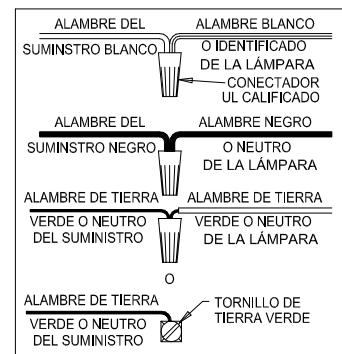 ALAMBRE DEL
SUMINSTRO BLANCO
ALAMBRE BLANCO
O IDENTIFICADO
DE LA LÁMPARA
CONECTADOR
UL CALIFICADO
ALAMBRE DEL
SUMINSTRO NEGRO
ALAMBRE NEGRO
O NEUTRO
DE LA LÁMPARA
ALAMBRE DE TIERRA
VERDE O NEUTRO
DEL SUMINISTRO
ALAMBRE DE TIERRA
VERDE O NEUTRO
DE LA LÁMPARA
O
ALAMBRE DE TIERRA
VERDE O NEUTRO
DEL SUMINISTRO
TORNILLO DE
TIERRA VERDE